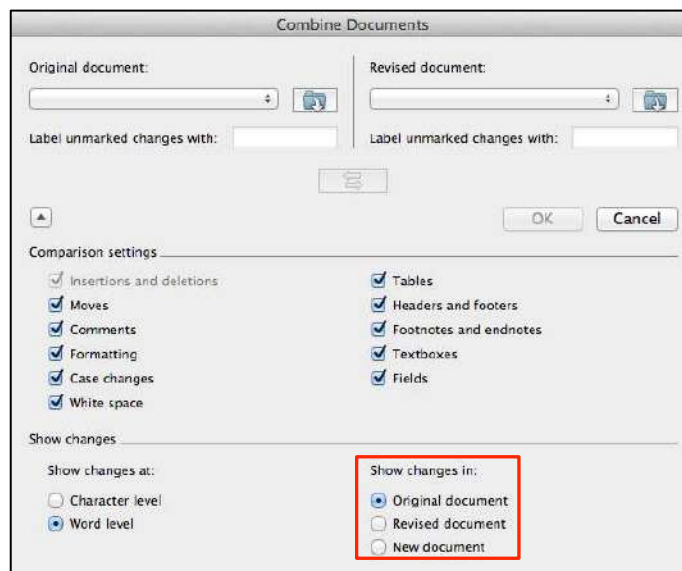 Combine Documents
Original document:
Revised document:
Label unmarked changes with:
Label unmarked changes with:
OK
Cancel
Comparison settings
Insertions and deletions
Moves
Comments
Formatting
Case changes
White space
Tables
Headers and footers
Footnotes and endnotes
Textboxes
Fields
Show changes
Show changes at:
Character level
Word level
Show changes in:
Original document
Revised document
New document